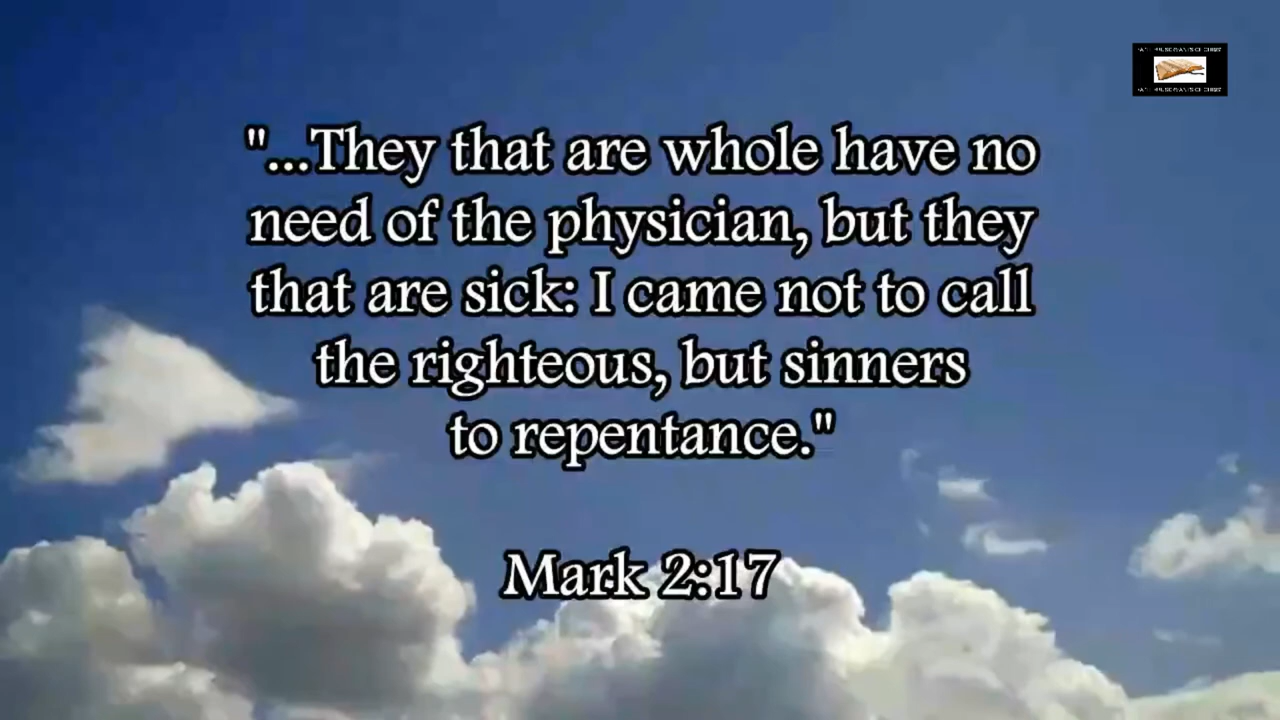 "...They that are whole have no
need of the physician, but they
that are sick: I came not to call
the righteous, but sinners
to repentance."
Mark 2:17